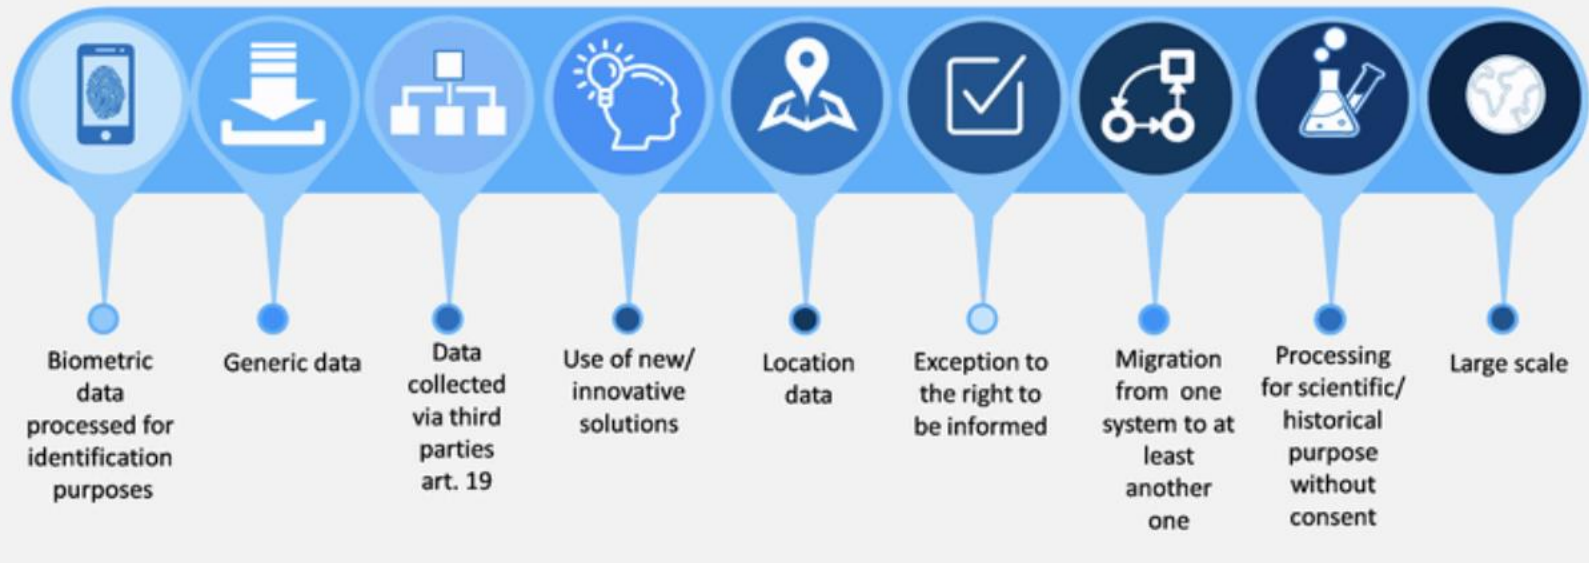 Biometric
data
processed for
identification
purposes
Generic data
Data
collected
via third
parties
art. 19
Use of new/
innovative
solutions
Location
data
Exception to
the right to
be informed
Migration
from one
system to at
least
another
one
Processing
for scientific/
historical
purpose
without
consent
Large scale